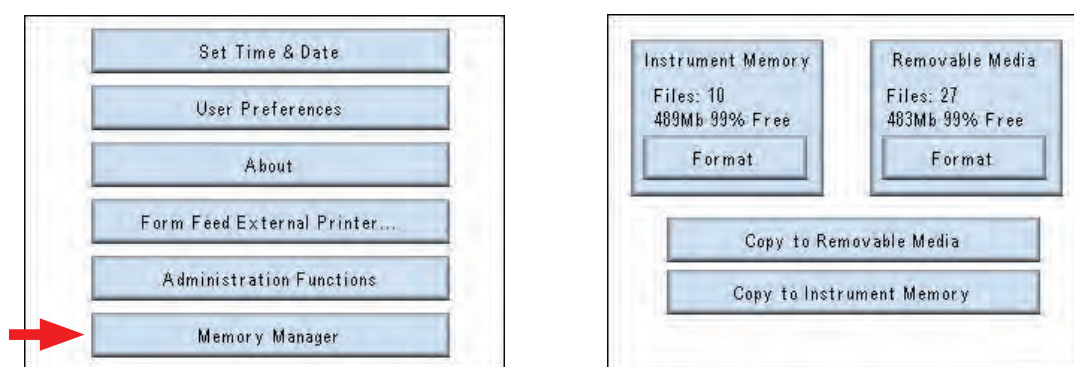 Set Time & Date
User Preferences
About
Form Feed External Printer...
Administration Functions
Memory Manager
Instrument Memory
Files: 10
489Mb 99% Free
Format
Removable Media
Files: 27
483Mb 99% Free
Format
Copy to Removable Media
Copy to Instrument Memory